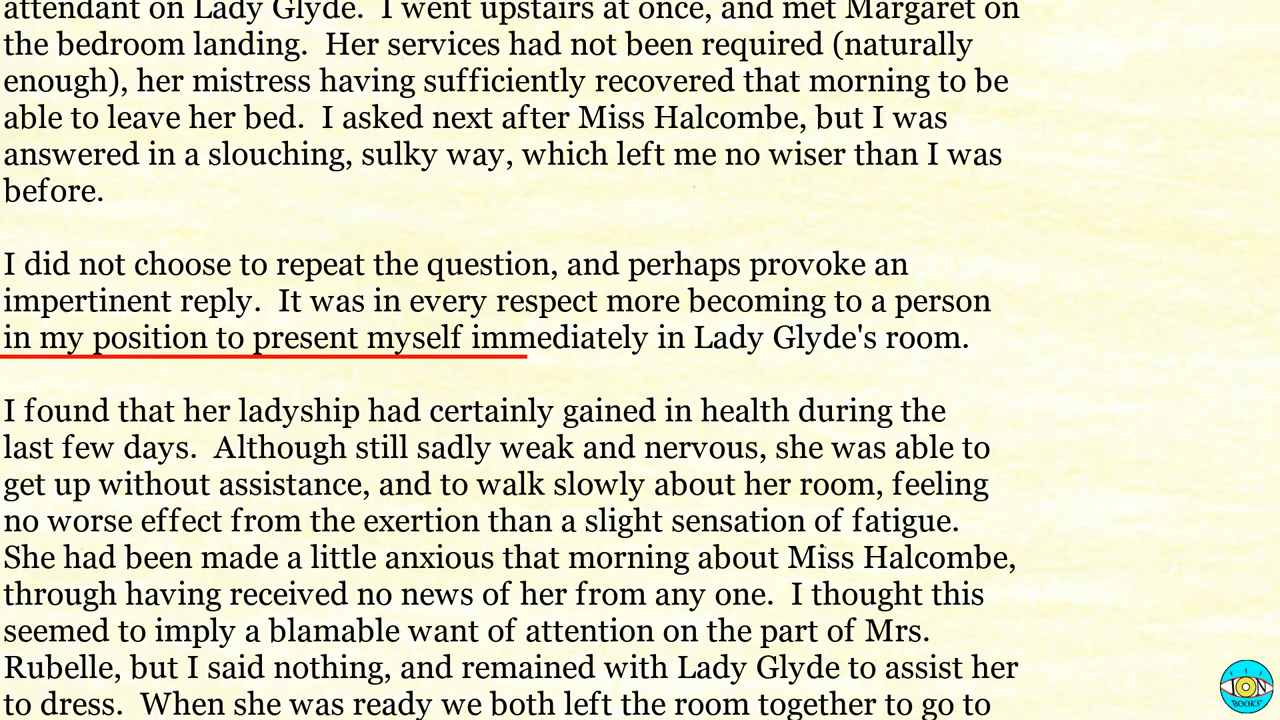 attendant on Lady Glyde.  I went upstairs at once, and met Margaret on
the bedroom landing.  Her services had not been required (naturally
enough), her mistress having sufficiently recovered that morning to be
able to leave her bed.  I asked next after Miss Halcombe, but I was
answered in a slouching, sulky way, which left me no wiser than I was
before.

I did not choose to repeat the question, and perhaps provoke an
impertinent reply.  It was in every respect more becoming to a person
in my position to present myself immediately in Lady Glyde's room.

I found that her ladyship had certainly gained in health during the
last few days.  Although still sadly weak and nervous, she was able to
get up without assistance, and to walk slowly about her room, feeling
no worse effect from the exertion than a slight sensation of fatigue.
She had been made a little anxious that morning about Miss Halcombe,
through having received no news of her from any one.  I thought this
seemed to imply a blamable want of attention on the part of Mrs.
Rubelle, but I said nothing, and remained with Lady Glyde to assist her
to dress.  When she was ready we both left the room together to go to
ION
BOOKS